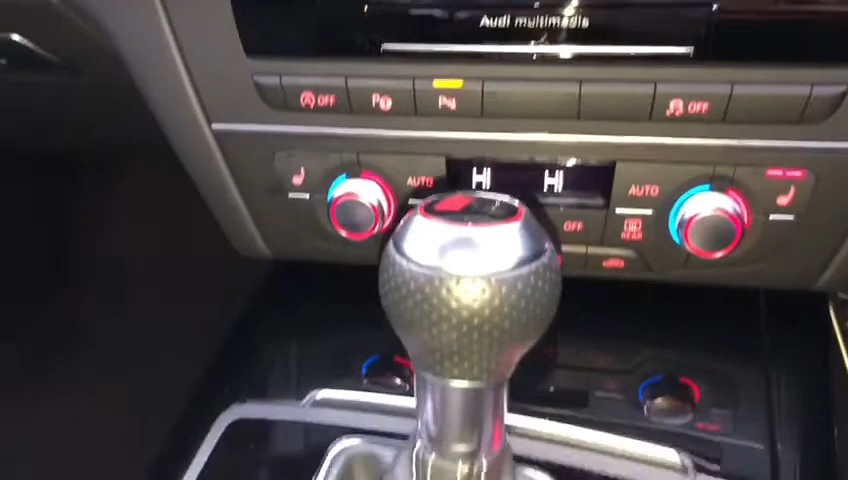 Audi multimedia
OFF
P
P
OFF
AUTO
HI
HI
AUTO
OFF
REAR